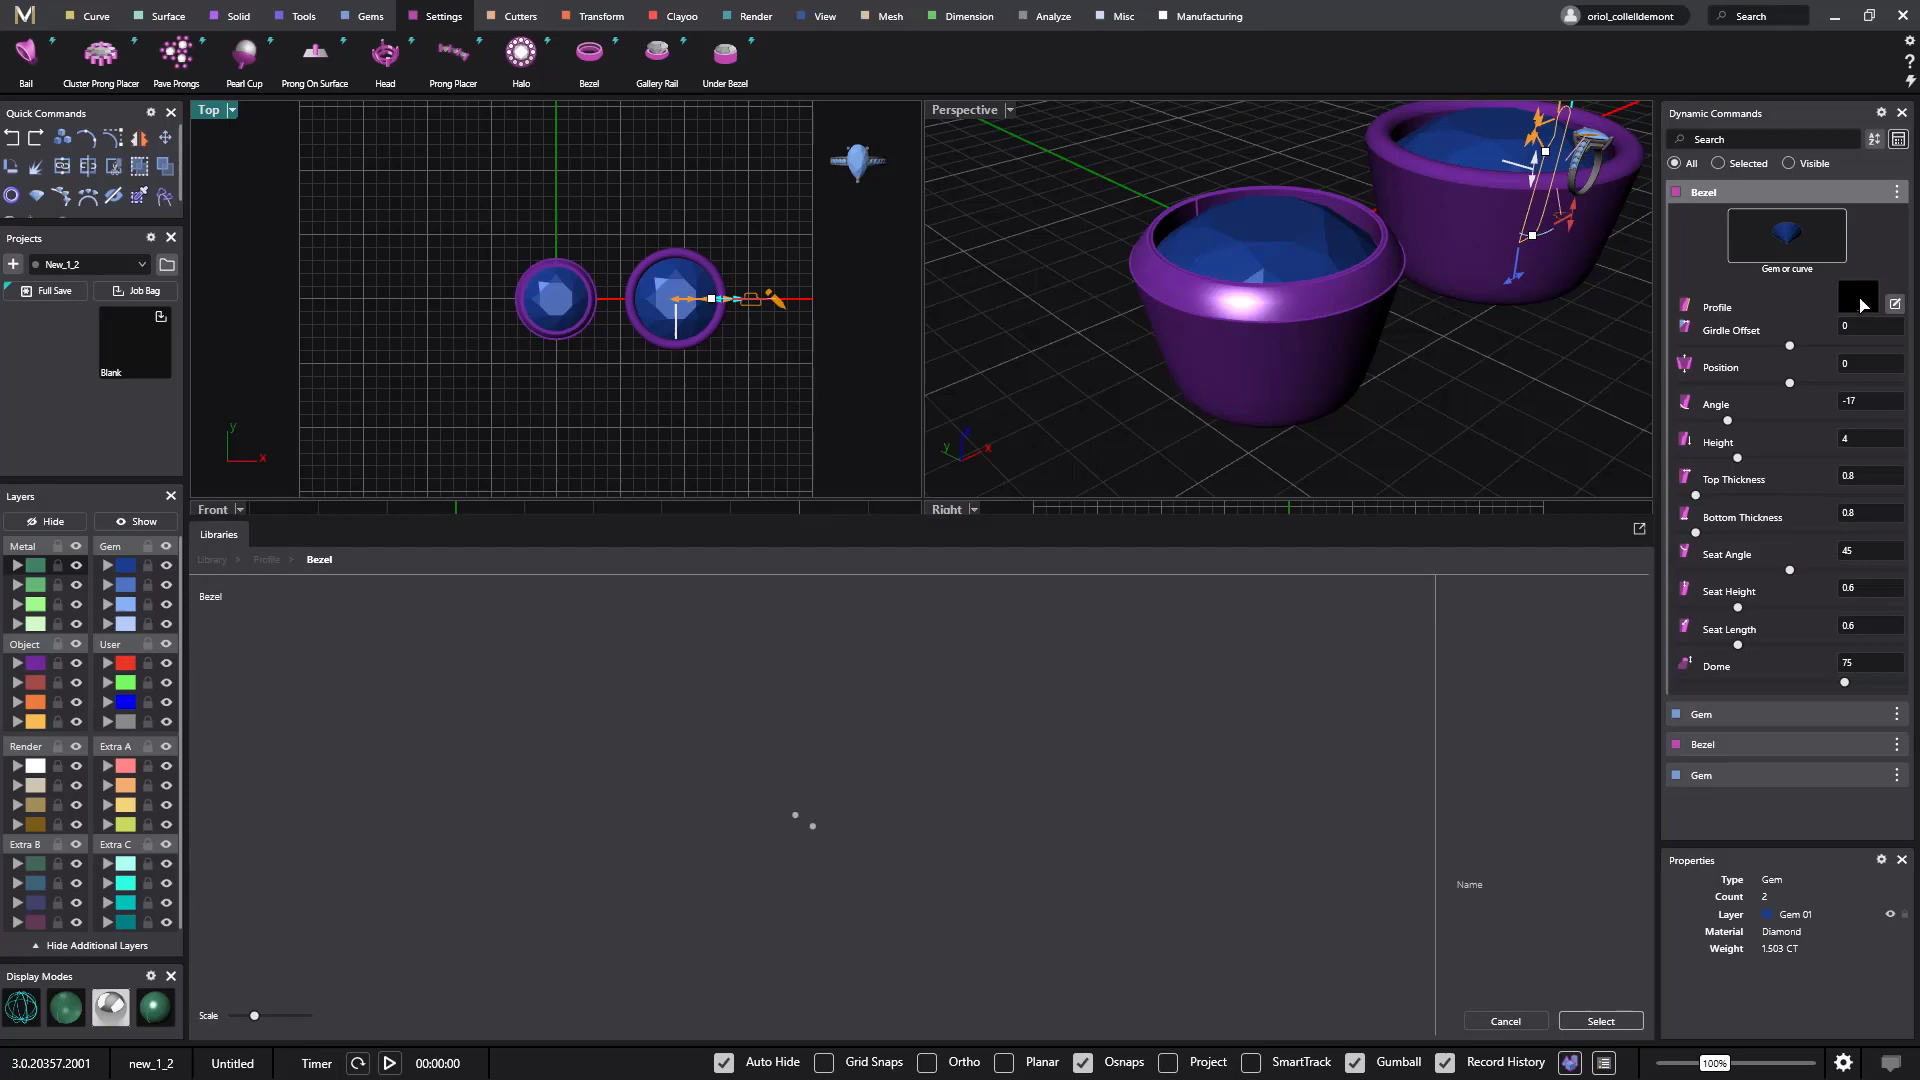 Curve Surface Solid Tools Gems Settings Cutters Transform Clayoo Render View Mesh Dimension Analyze Misc Manufacturing oriol_collelldemont Search
Bail Cluster Prong Placer Pave Prongs Pearl Cup Prong On Surface Head Prong Placer Halo Bezel Gallery Rail Under Bezel
Quick Commands
Projects
New_1_2
Full Save Job Bag
Blank
Layers
Hide Show
Metal Gem
Object User
Render Extra A
Extra B Extra C
Hide Additional Layers
Display Modes
Top
y
x
Perspective
y
z
x
Front
Right
Libraries
Library > Profile > Bezel
Bezel
Name
Scale
Cancel Select
Dynamic Commands
Search
All Selected Visible
Bezel
Gem or curve
Profile
Girdle Offset 0
Position 0
Angle -17
Height 4
Top Thickness 0.8
Bottom Thickness 0.8
Seat Angle 45
Seat Height 0.6
Seat Length 0.6
Dome 75
Gem
Bezel
Gem
Properties
Type Gem
Count 2
Layer Gem 01
Material Diamond
Weight 1.503 CT
3.0.20357.2001 new_1_2 Untitled Timer 00:00:00 Auto Hide Grid Snaps Ortho Planar Osnaps Project SmartTrack Gumball Record History 100%